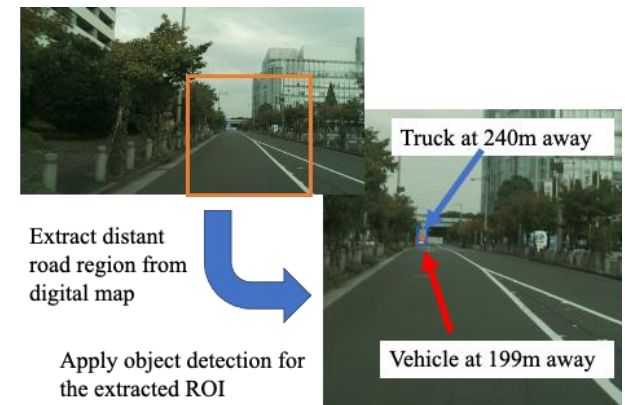 Truck at 240m away
Extract distant
road region from
digital map
Vehicle at 199m away
Apply object detection for
the extracted ROI